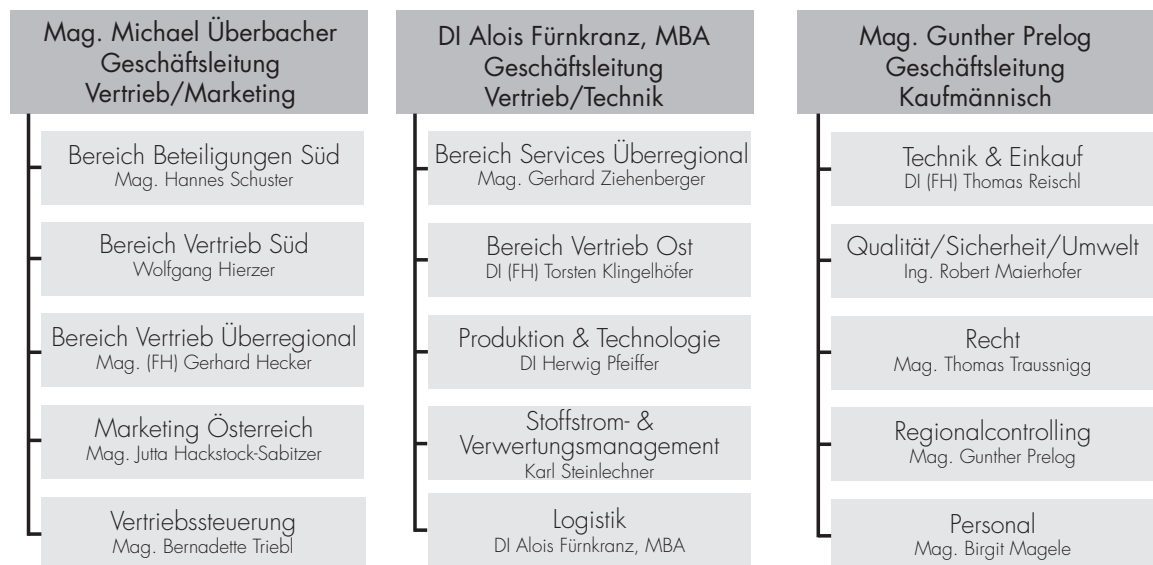 Mag. Michael Überbacher
Geschäftsleitung
Vertrieb/Marketing
Bereich Beteiligungen Süd
Mag. Hannes Schuster
Bereich Vertrieb Süd
Wolfgang Hierzer
Bereich Vertrieb Überregional
Mag. (FH) Gerhard Hecker
Marketing Österreich
Mag. Jutta Hackstock-Sabitzer
Vertriebssteuerung
Mag. Bernadette Triebl
DI Alois Fürnkranz, MBA
Geschäftsleitung
Vertrieb/Technik
Bereich Services Überregional
Mag. Gerhard Ziehenberger
Bereich Vertrieb Ost
DI (FH) Torsten Klingelhöfer
Produktion & Technologie
DI Herwig Pfeiffer
Stoffstrom- &
Verwertungsmanagement
Karl Steinlechner
Logistik
DI Alois Fürnkranz, MBA
Mag. Gunther Prelog
Geschäftsleitung
Kaufmännisch
Technik & Einkauf
DI (FH) Thomas Reischl
Qualität/Sicherheit/Umwelt
Ing. Robert Maierhofer
Recht
Mag. Thomas Traussnigg
Regionalcontrolling
Mag. Gunther Prelog
Personal
Mag. Birgit Magele